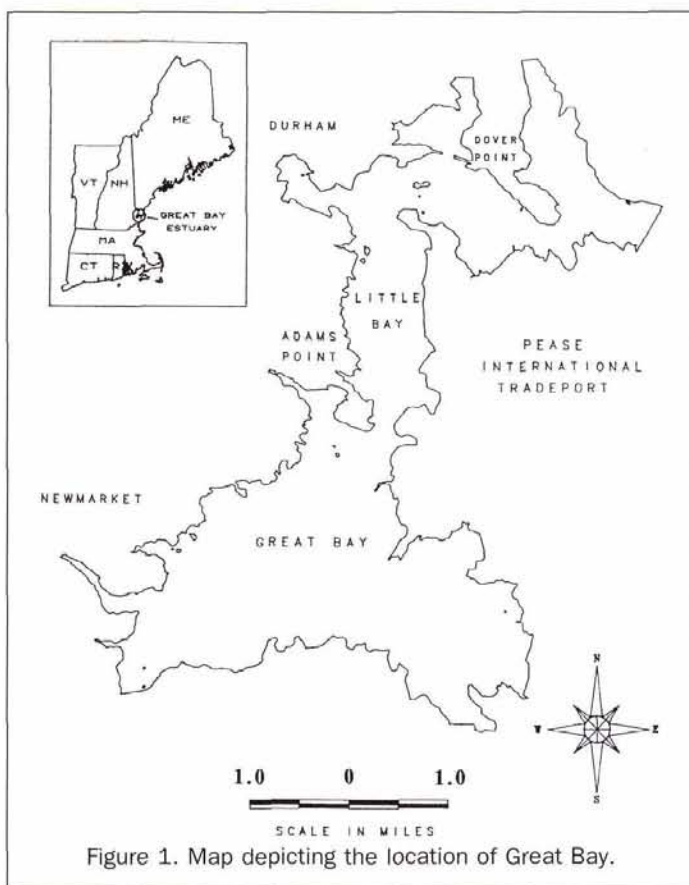 ME
VT
NH
GREAT BAY
ESTUARY
MA
CT
DURHAM
DOVER
POINT
LITTLE
BAY
ADAMS
POINT
PEASE
INTERNATIONAL
TRADEPORT
NEWMARKET
GREAT BAY
N
W
E
S
1.0 0 1.0
SCALE IN MILES
Figure 1. Map depicting the location of Great Bay.